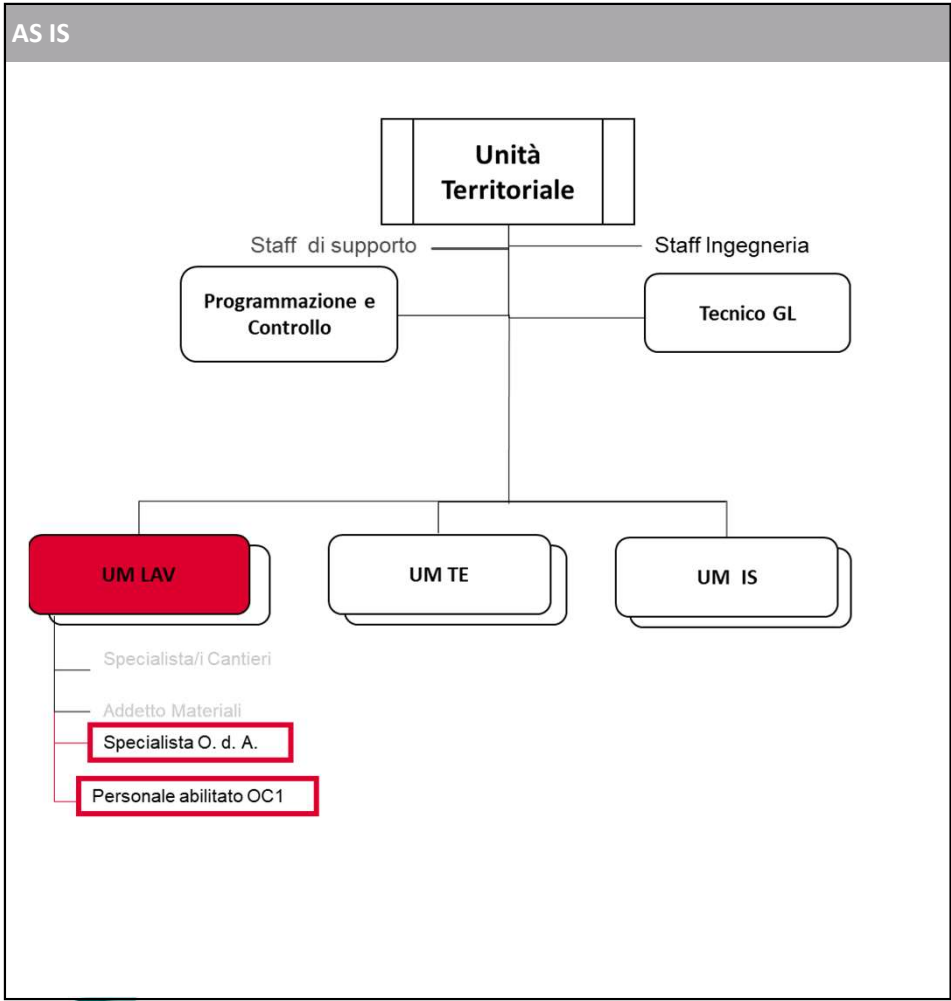 AS IS
Unità
Territoriale
Staff di supporto
Staff Ingegneria
Programmazione e
Controllo
Tecnico GL
UM LAV
UM TE
UM IS
Specialista/i Cantieri
Addetto Materiali
Specialista O. d. A.
Personale abilitato OC1